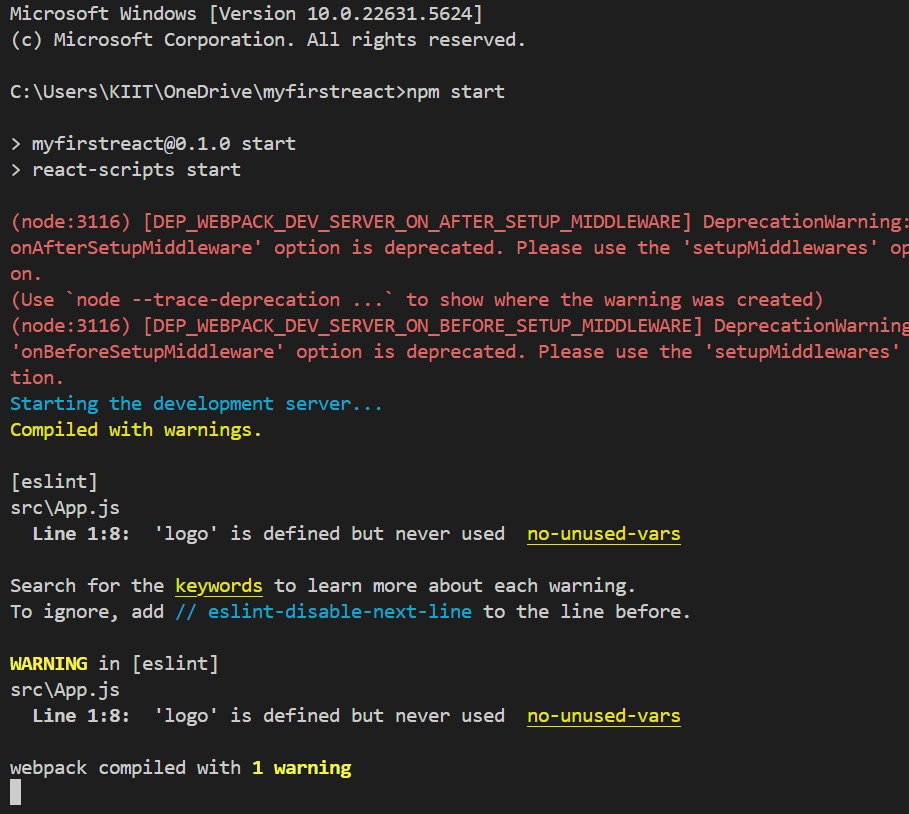 Microsoft Windows [Version 10.0.22631.5624]
(c) Microsoft Corporation. All rights reserved.
C:\Users\KIIT\OneDrive\myfirstreact>npm start
> myfirstreact@0.1.0 start
> react-scripts start
(node:3116) [DEP_WEBPACK_DEV_SERVER_ON_AFTER_SETUP_MIDDLEWARE] DeprecationWarning:
onAfterSetupMiddleware' option is deprecated. Please use the 'setupMiddlewares' op
on.
(Use `node --trace-deprecation ...` to show where the warning was created)
(node:3116) [DEP_WEBPACK_DEV_SERVER_ON_BEFORE_SETUP_MIDDLEWARE] DeprecationWarning
'onBeforeSetupMiddleware' option is deprecated. Please use the 'setupMiddlewares'
tion.
Starting the development server...
Compiled with warnings.
[eslint]
src\App.js
Line 1:8:  'logo' is defined but never used  no-unused-vars
Search for the keywords to learn more about each warning.
To ignore, add // eslint-disable-next-line to the line before.
WARNING in [eslint]
src\App.js
Line 1:8:  'logo' is defined but never used  no-unused-vars
webpack compiled with 1 warning